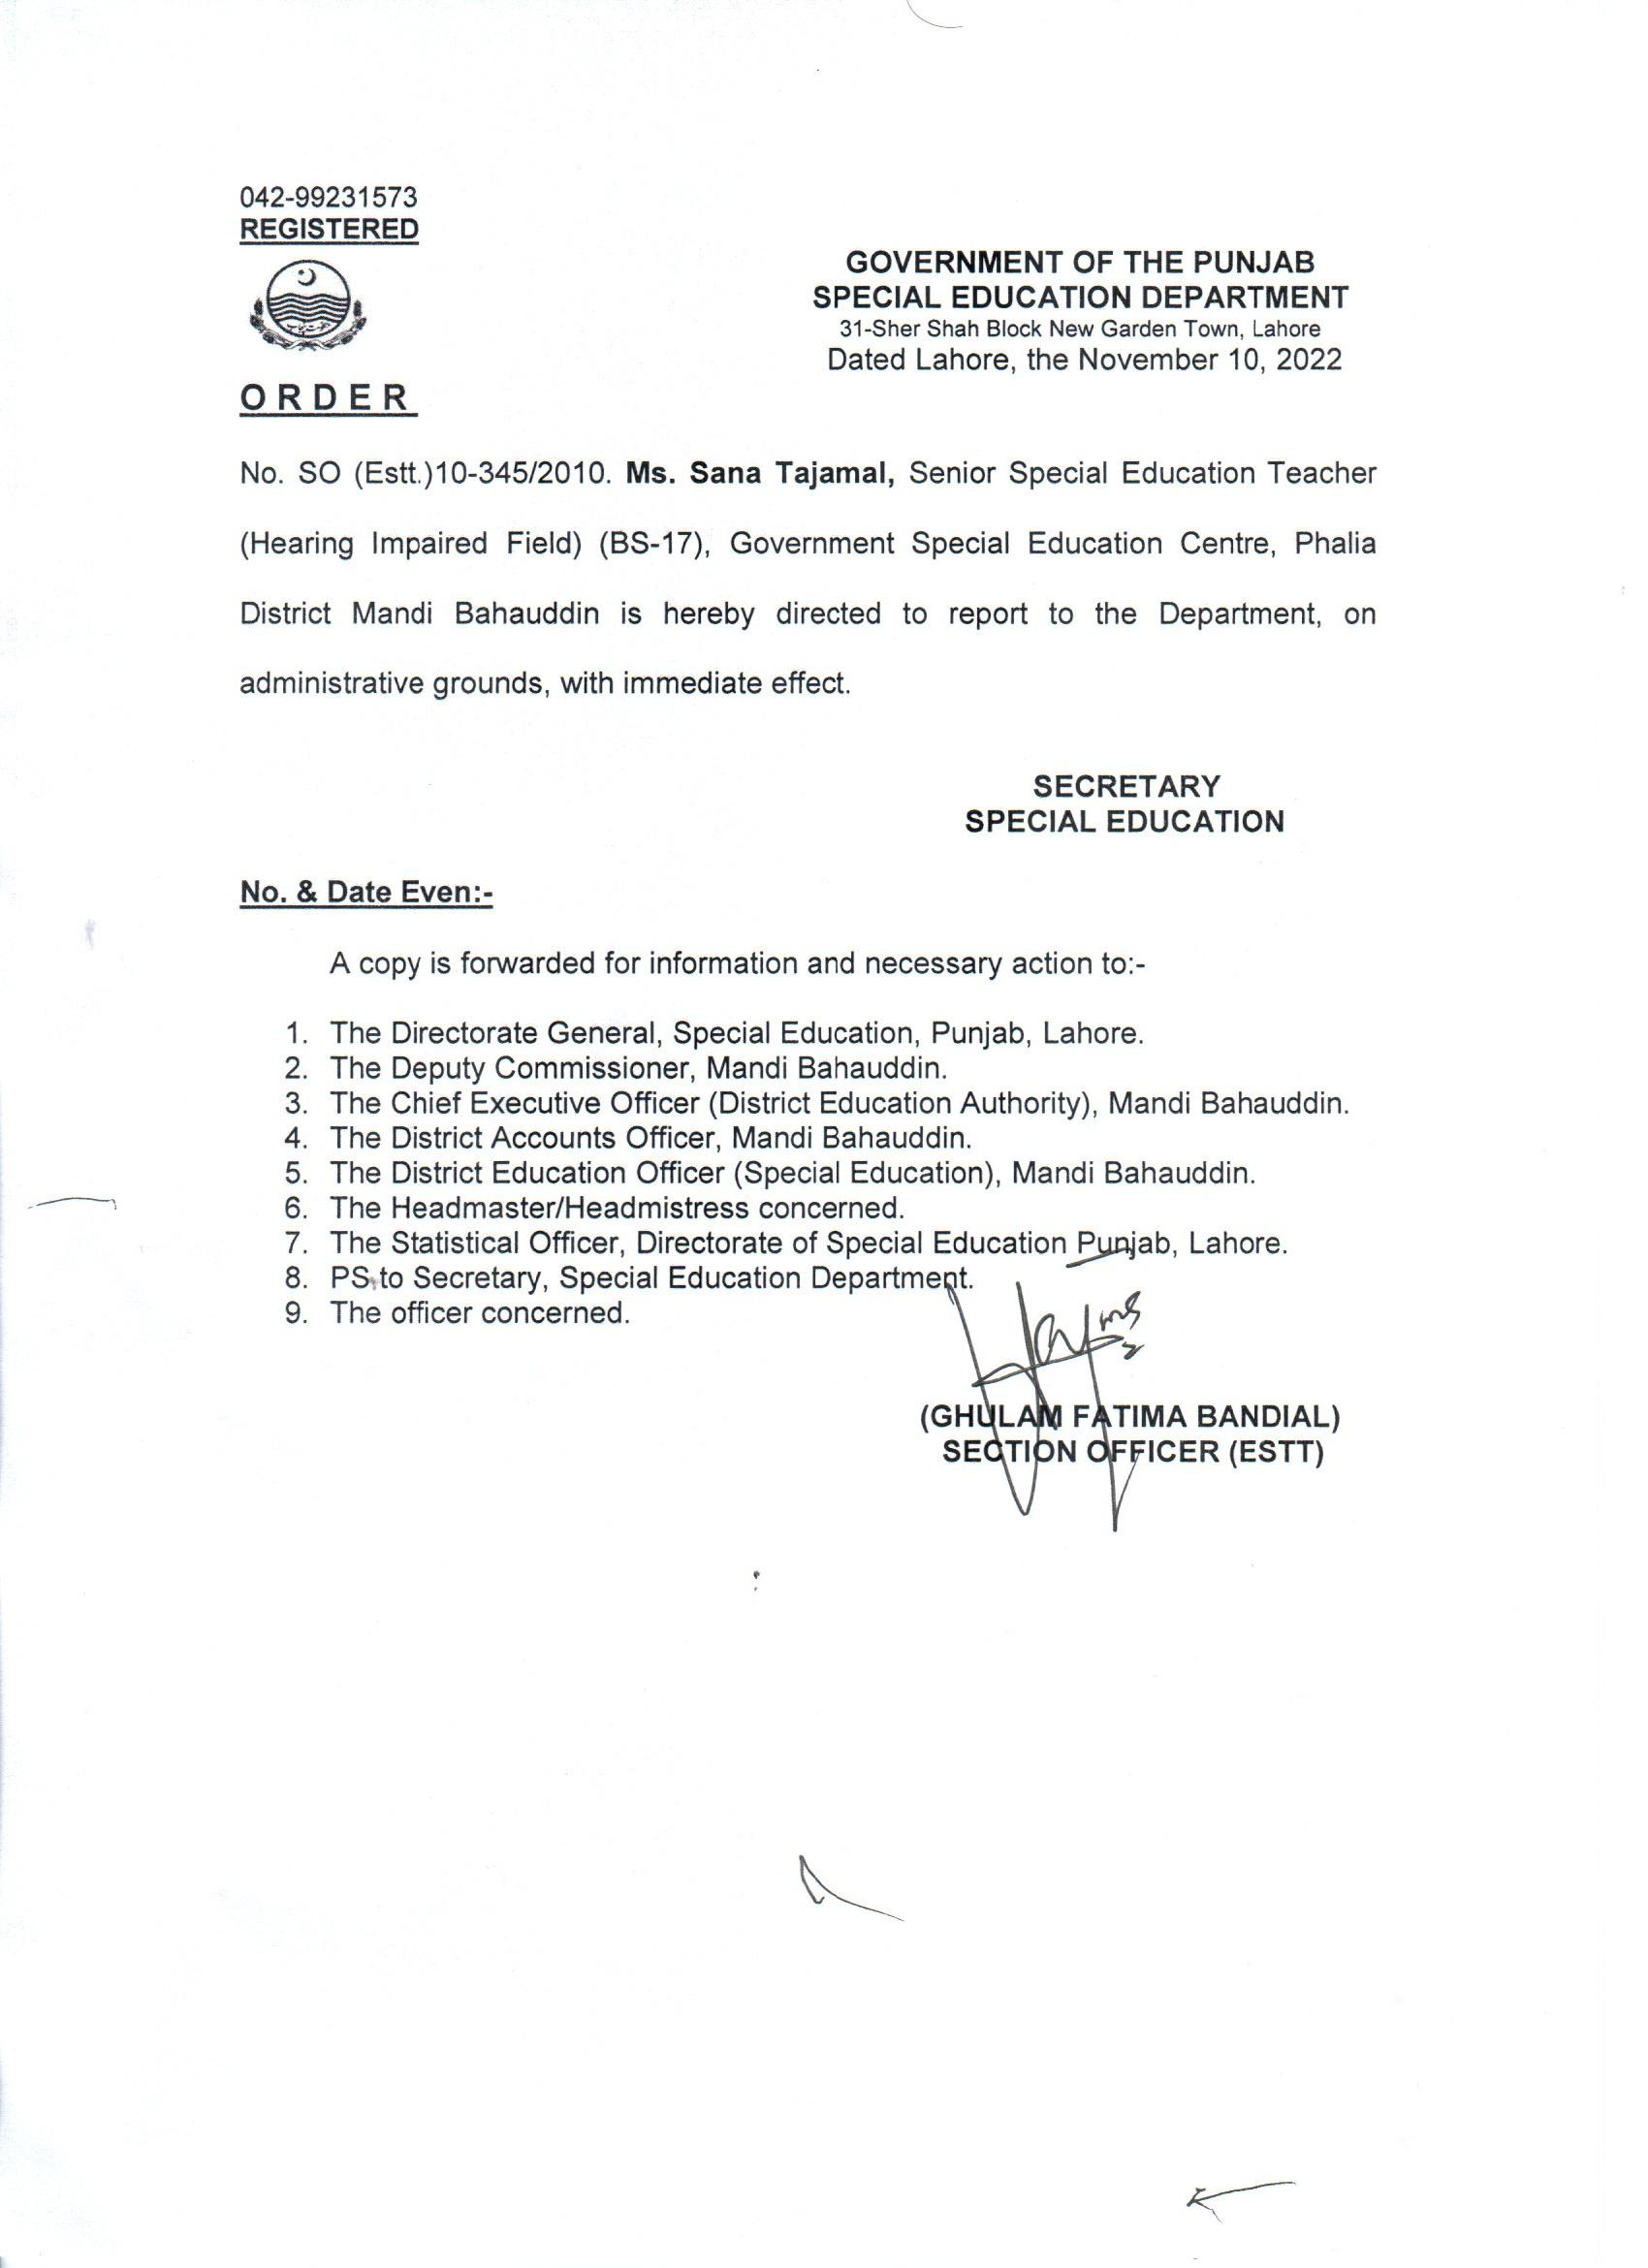 042-99231573
REGISTERED
GOVERNMENT OF THE PUNJAB
SPECIAL EDUCATION DEPARTMENT
31-Sher Shah Block New Garden Town, Lahore
Dated Lahore, the November 10, 2022
ORDER
No. SO (Estt.)10-345/2010. Ms. Sana Tajamal, Senior Special Education Teacher
(Hearing Impaired Field) (BS-17), Government Special Education Centre, Phalia
District Mandi Bahauddin is hereby directed to report to the Department, on
administrative grounds, with immediate effect.
SECRETARY
SPECIAL EDUCATION
No. & Date Even:-
A copy is forwarded for information and necessary action to:-
1. The Directorate General, Special Education, Punjab, Lahore.
2. The Deputy Commissioner, Mandi Bahauddin.
3. The Chief Executive Officer (District Education Authority), Mandi Bahauddin.
4. The District Accounts Officer, Mandi Bahauddin.
5. The District Education Officer (Special Education), Mandi Bahauddin.
6. The Headmaster/Headmistress concerned.
7. The Statistical Officer, Directorate of Special Education Punjab, Lahore.
8. PS to Secretary, Special Education Department.
9. The officer concerned.
(GHULAM FATIMA BANDIAL)
SECTION OFFICER (ESTT)